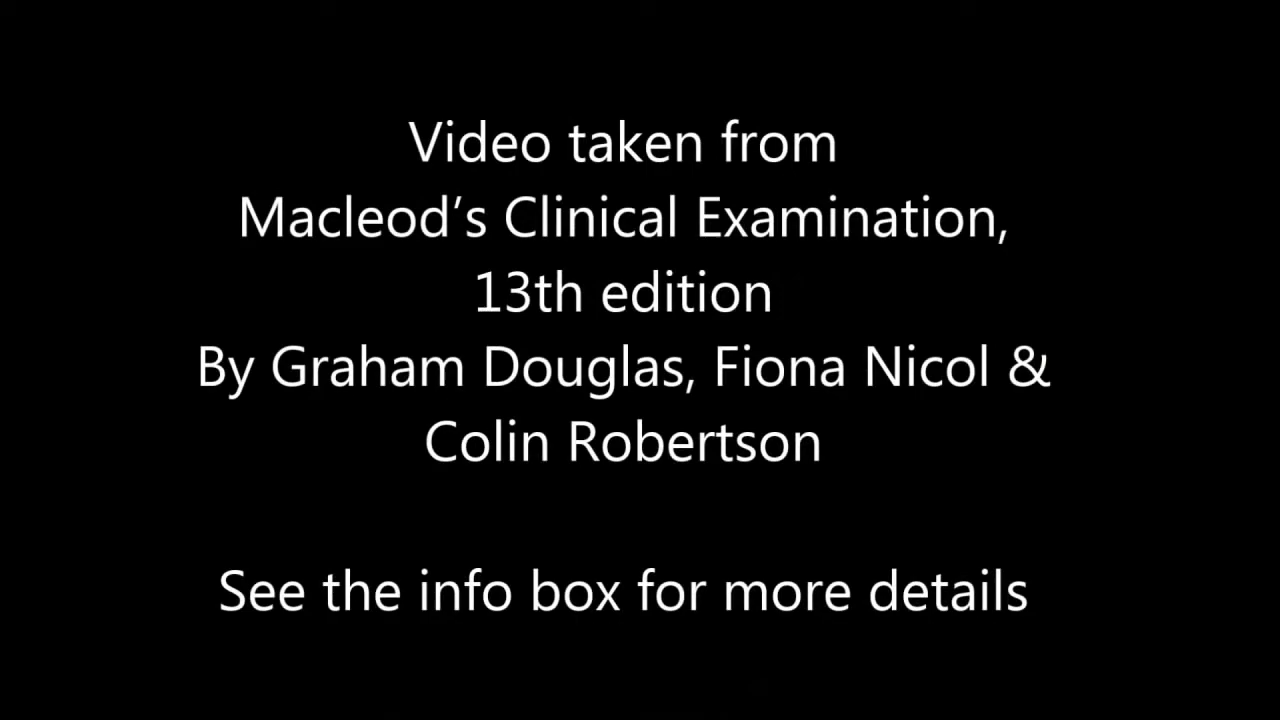 Video taken from
Macleod’s Clinical Examination,
13th edition
By Graham Douglas, Fiona Nicol &
Colin Robertson
See the info box for more details